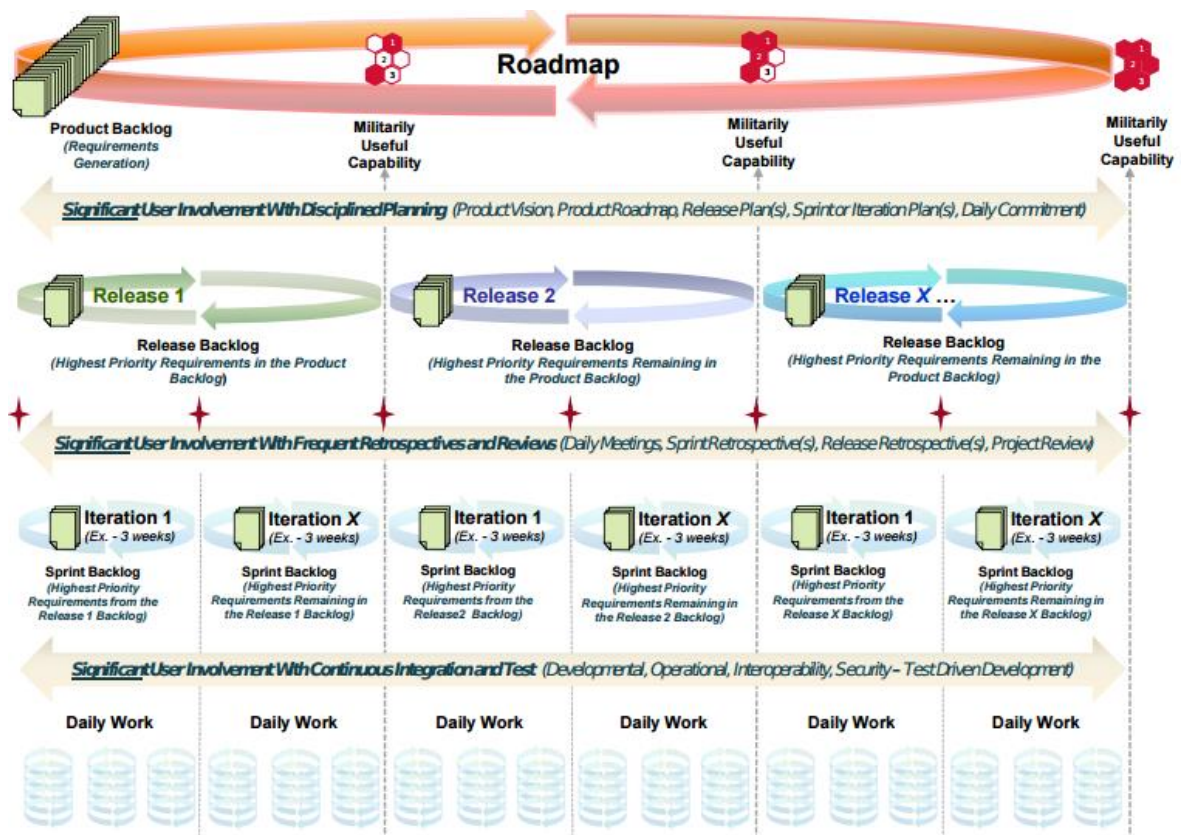 1
2
3
1
2
3
1
2
3
Roadmap
Product Backlog
(Requirements
Generation)
Militarily
Useful
Capability
Militarily
Useful
Capability
Militarily
Useful
Capability
Significant User Involvement With Disciplined Planning (Product Vision, Product Roadmap, Release Plan(s), Sprint or Iteration Plan(s), Daily Commitment)
Release 1
Release 2
Release X ...
Release Backlog
(Highest Priority Requirements in the Product
Backlog)
Release Backlog
(Highest Priority Requirements Remaining in
the Product Backlog)
Release Backlog
(Highest Priority Requirements Remaining in the
Product Backlog)
Significant User Involvement With Frequent Retrospectives and Reviews (Daily Meetings, Sprint Retrospective(s), Release Retrospective(s), Project Review)
Iteration 1
(Ex. - 3 weeks)
Iteration X
(Ex. - 3 weeks)
Iteration 1
(Ex. - 3 weeks)
Iteration X
(Ex. - 3 weeks)
Iteration 1
(Ex. - 3 weeks)
Iteration X
(Ex. - 3 weeks)
Sprint Backlog
(Highest Priority
Requirements from the
Release 1 Backlog)
Sprint Backlog
(Highest Priority
Requirements Remaining in
the Release 1 Backlog)
Sprint Backlog
(Highest Priority
Requirements from the
Release2 Backlog)
Sprint Backlog
(Highest Priority
Requirements Remaining in
the Release 2 Backlog)
Sprint Backlog
(Highest Priority
Requirements from the
Release X Backlog)
Sprint Backlog
(Highest Priority
Requirements Remaining in
the Release X Backlog)
Significant User Involvement With Continuous Integration and Test (Developmental, Operational, Interoperability, Security – Test Driven Development)
Daily Work
Daily Work
Daily Work
Daily Work
Daily Work
Daily Work